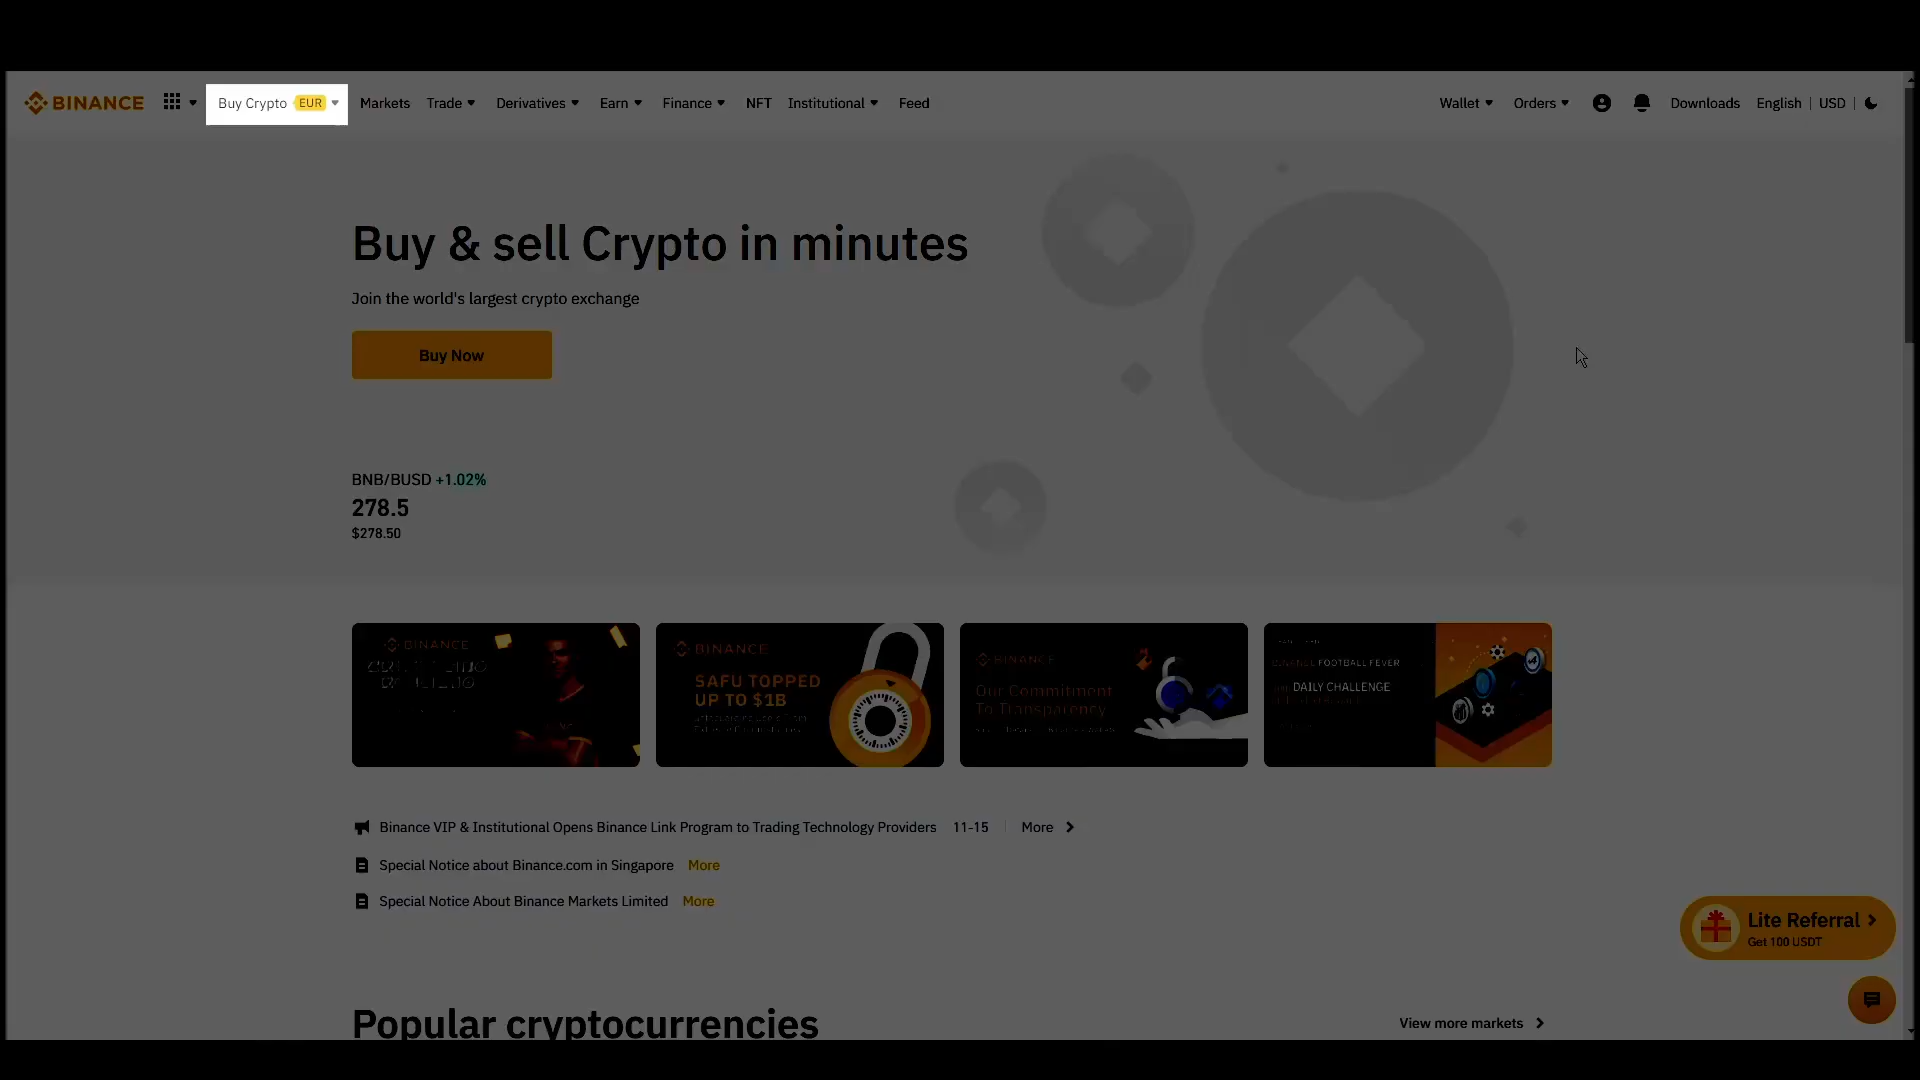 BINANCE
Buy Crypto EUR
Markets
Trade
Derivatives
Earn
Finance
NFT
Institutional
Feed
Wallet
Orders
Downloads
English | USD
Buy & sell Crypto in minutes
Join the world's largest crypto exchange
Buy Now
BNB/BUSD +1.02%
278.5
$278.50
BINANCE
BINANCE
SAFU TOPPED
UP TO $1B
BINANCE
Our Commitment
To Transparency
FOOTBALL FEVER
DAILY CHALLENGE
Binance VIP & Institutional Opens Binance Link Program to Trading Technology Providers 11-15 More
Special Notice about Binance.com in Singapore More
Special Notice About Binance Markets Limited More
Lite Referral
Get 100 USDT
Popular cryptocurrencies
View more markets